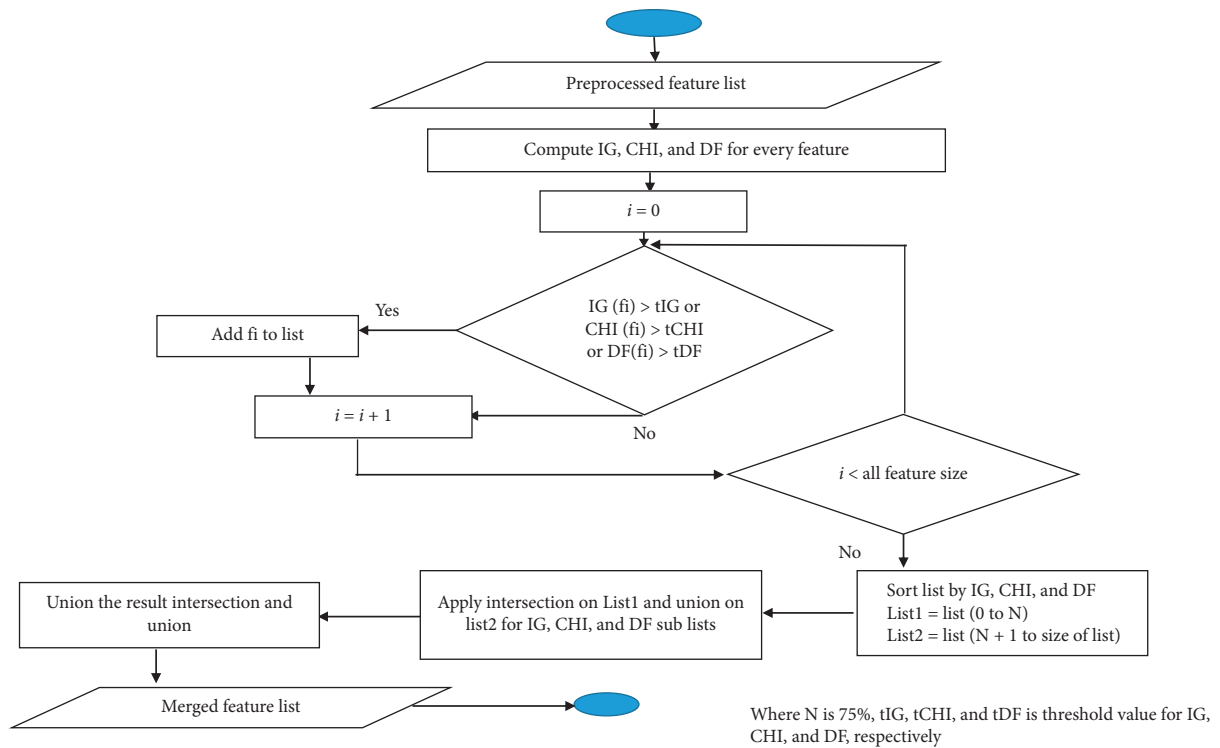 Preprocessed feature list
Compute IG, CHI, and DF for every feature
i = 0
IG (fi) > tIG or
CHI (fi) > tCHI
or DF(fi) > tDF
Yes
Add fi to list
i = i + 1
No
i < all feature size
No
Sort list by IG, CHI, and DF
List1 = list (0 to N)
List2 = list (N + 1 to size of list)
Apply intersection on List1 and union on
list2 for IG, CHI, and DF sub lists
Union the result intersection and
union
Merged feature list
Where N is 75%, tIG, tCHI, and tDF is threshold value for IG,
CHI, and DF, respectively